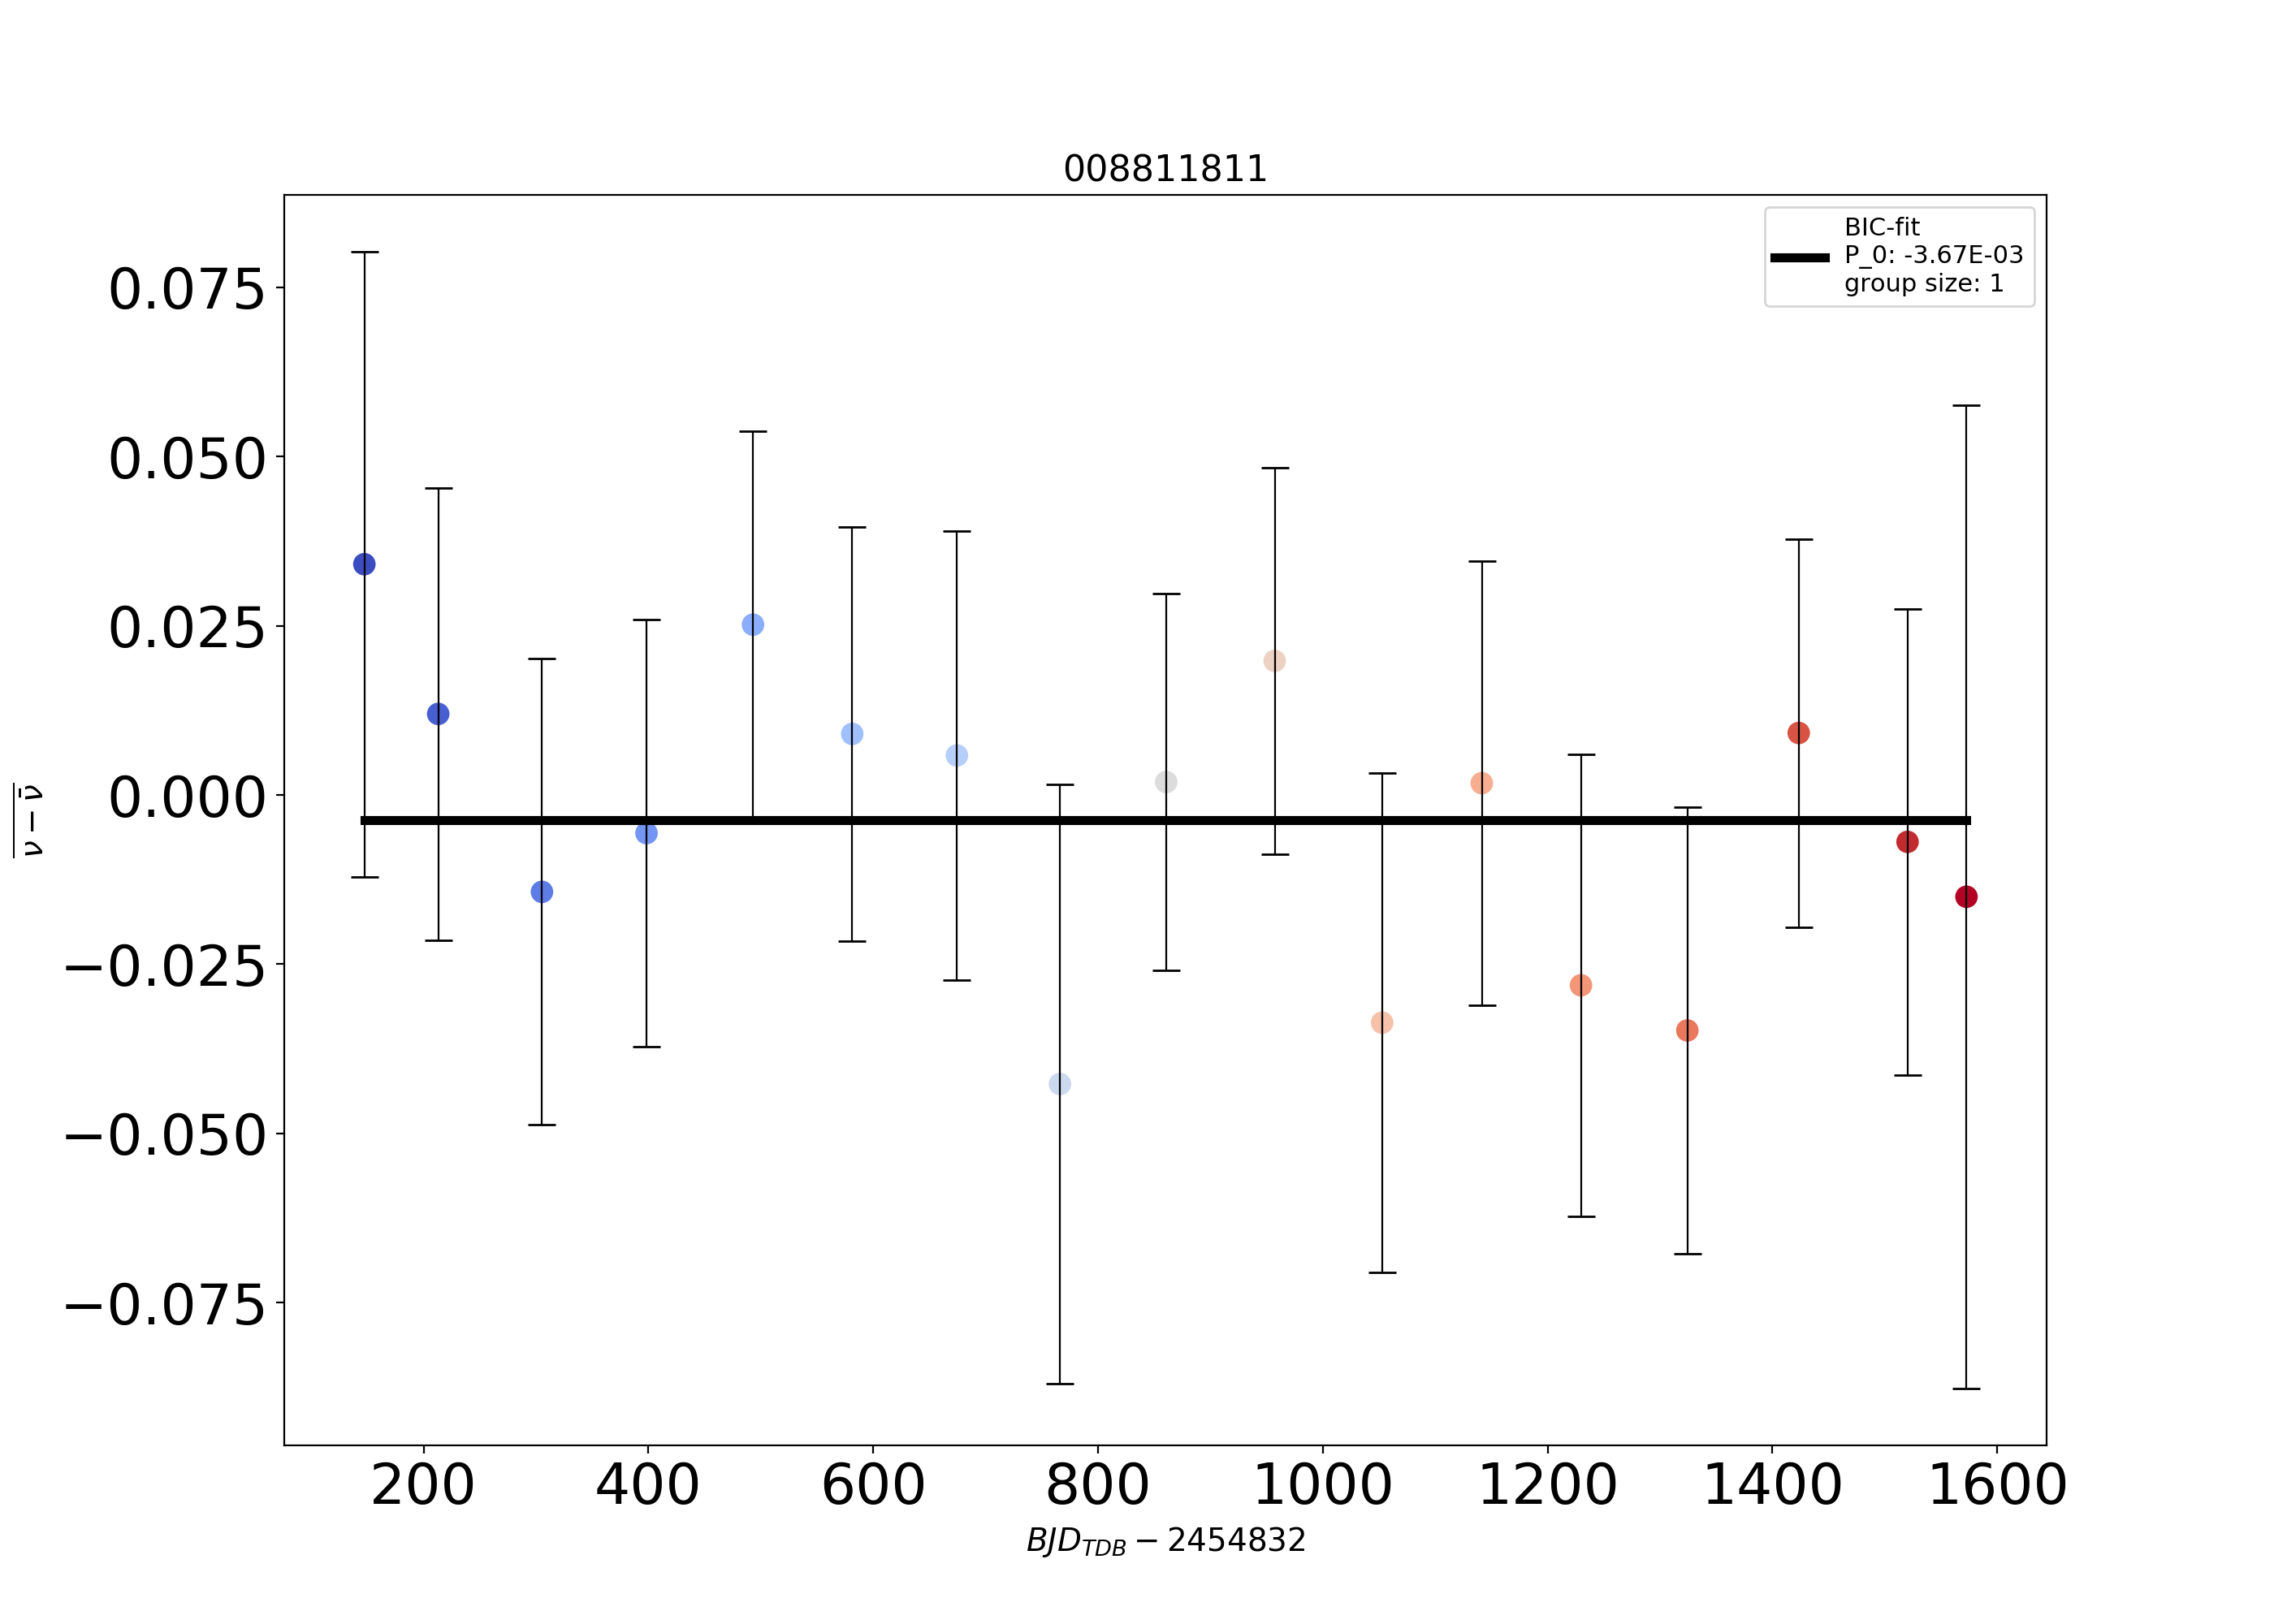 008811811
BIC-fit
P_0: -3.67E-03
group size: 1
0.075
0.050
0.025
0.000
−0.025
−0.050
−0.075
ν − ν̄
200 400 600 800 1000 1200 1400 1600
BJD_TDB − 2454832